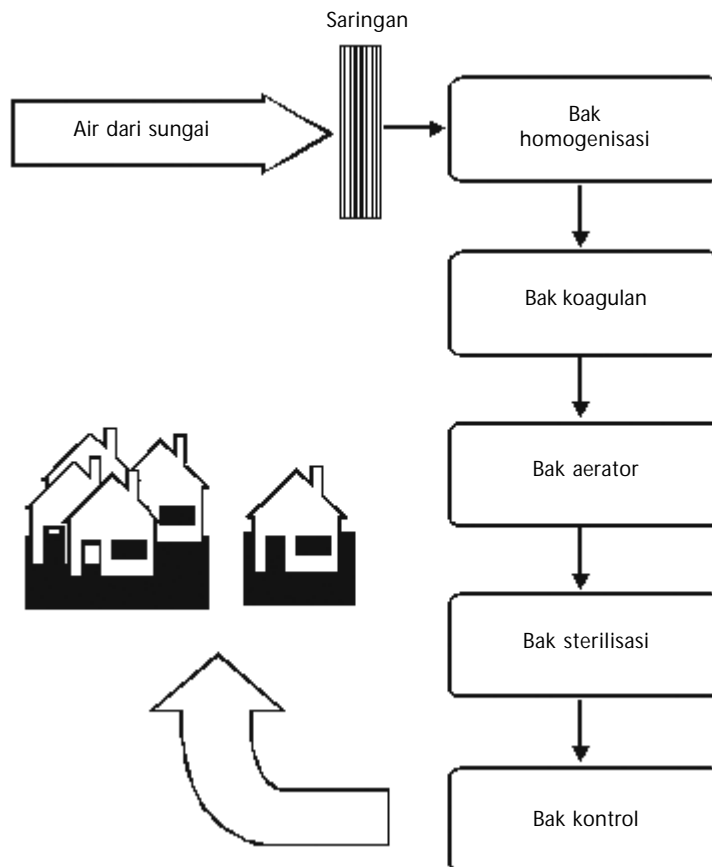 Saringan
Air dari sungai
Bak
homogenisasi
Bak koagulan
Bak aerator
Bak sterilisasi
Bak kontrol